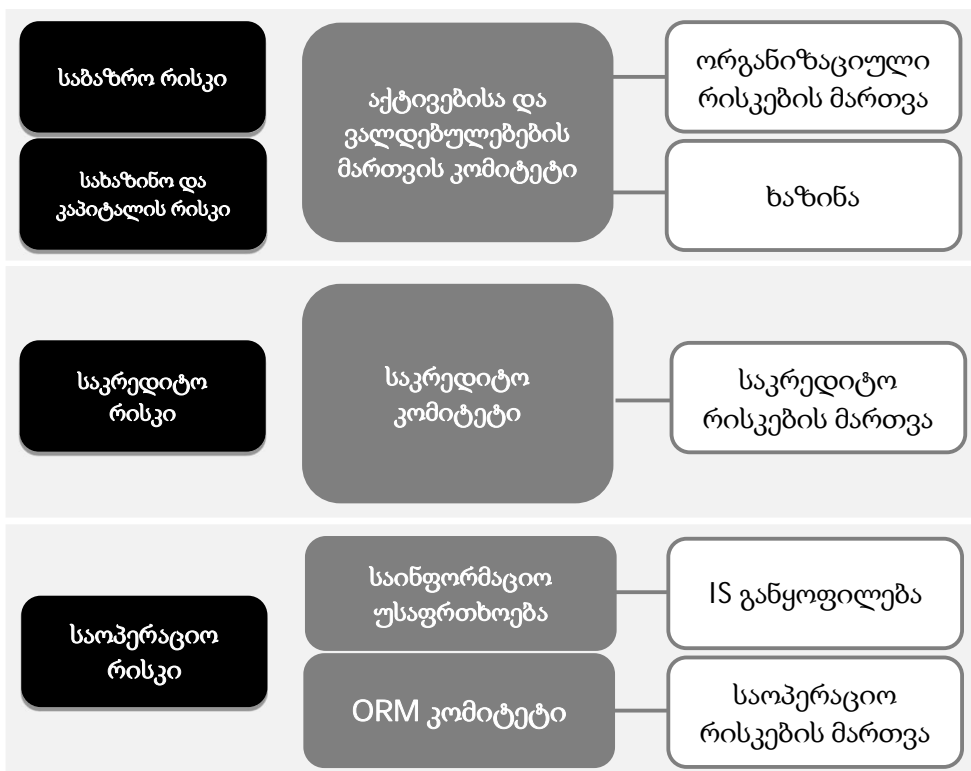 საბაზრო რისკი
სახაზინო და
კაპიტალის რისკი
აქტივებისა და
ვალდებულებების
მართვის კომიტეტი
ორგანიზაციული
რისკების მართვა
ხაზინა
საკრედიტო
რისკი
საკრედიტო
კომიტეტი
საკრედიტო
რისკების მართვა
საოპერაციო
რისკი
საინფორმაციო
უსაფრთხოება
IS განყოფილება
ORM კომიტეტი
საოპერაციო
რისკების მართვა